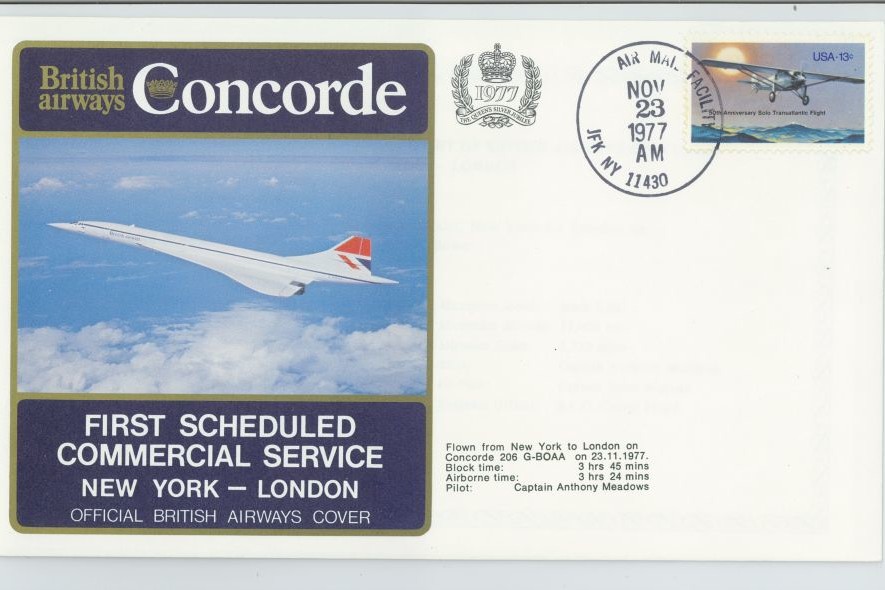 British
airways
Concorde
FIRST SCHEDULED
COMMERCIAL SERVICE
NEW YORK – LONDON
OFFICIAL BRITISH AIRWAYS COVER
1977
THE QUEEN'S SILVER JUBILEE
AIR MAIL FACILITY
NOV
23
1977
AM
JFK NY 11430
USA·13c
50th Anniversary Solo Transatlantic Flight
Flown from New York to London on
Concorde 206 G-BOAA on 23.11.1977.
Block time: 3 hrs 45 mins
Airborne time: 3 hrs 24 mins
Pilot: Captain Anthony Meadows